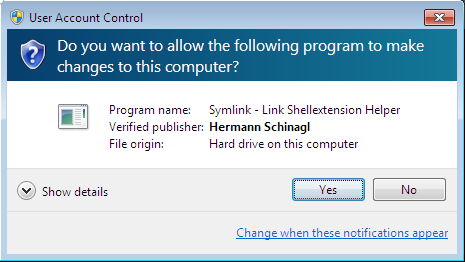 User Account Control
Do you want to allow the following program to make
changes to this computer?
Program name: Symlink - Link Shellextension Helper
Verified publisher: Hermann Schinagl
File origin: Hard drive on this computer
Show details
Yes
No
Change when these notifications appear